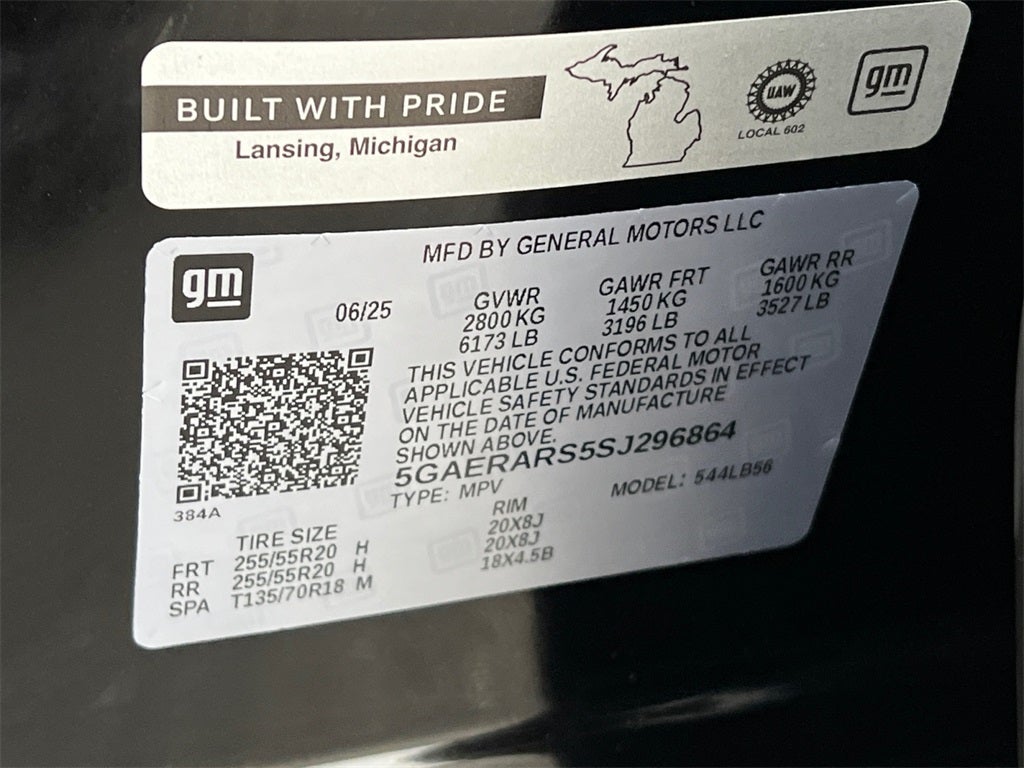 BUILT WITH PRIDE
Lansing, Michigan
UAW
LOCAL 602
gm
gm
MFD BY GENERAL MOTORS LLC
06/25
GVWR
2800 KG
6173 LB
GAWR FRT
1450 KG
3196 LB
GAWR RR
1600 KG
3527 LB
THIS VEHICLE CONFORMS TO ALL
APPLICABLE U.S. FEDERAL MOTOR
VEHICLE SAFETY STANDARDS IN EFFECT
ON THE DATE OF MANUFACTURE
SHOWN ABOVE.
5GAERARS5SJ296864
TYPE: MPV MODEL: 544LB56
384A
TIRE SIZE RIM
FRT 255/55R20 H 20X8J
RR 255/55R20 H 20X8J
SPA T135/70R18 M 18X4.5B